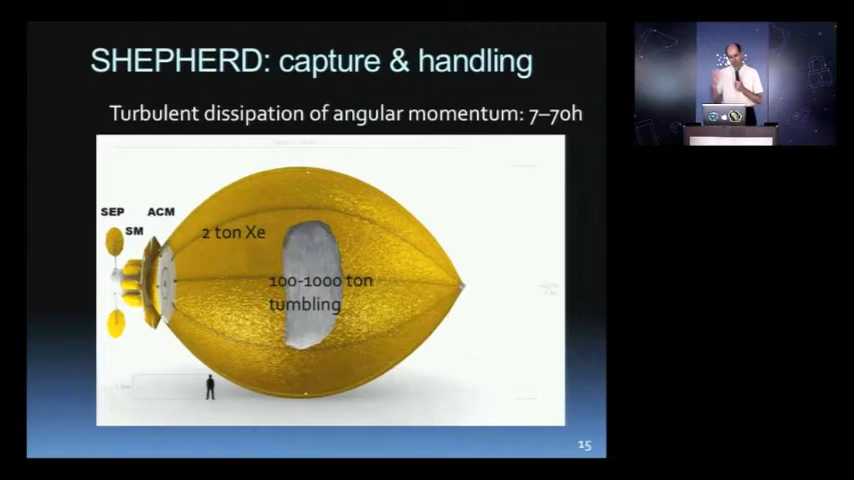 SHEPHERD: capture & handling
Turbulent dissipation of angular momentum: 7–70h
SEP
ACM
SM
2 ton Xe
100-1000 ton
tumbling
15